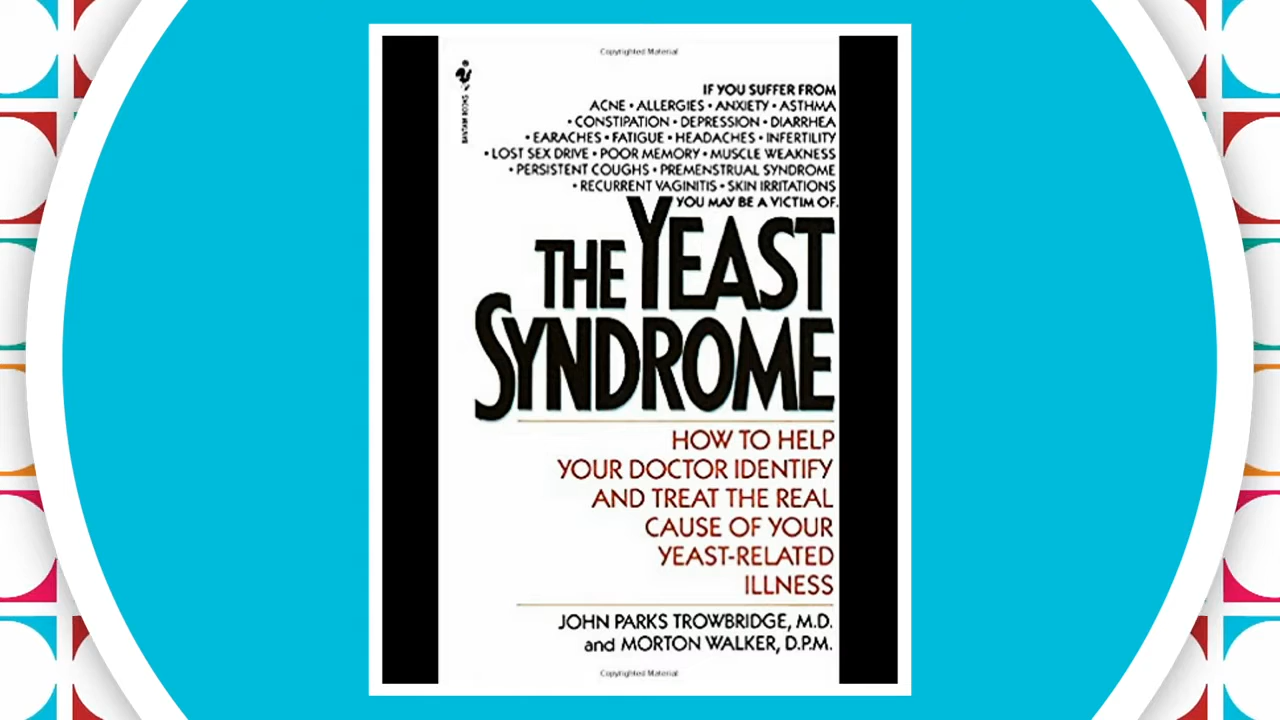 Copyrighted Material
BANTAM BOOKS
IF YOU SUFFER FROM
ACNE • ALLERGIES • ANXIETY • ASTHMA
• CONSTIPATION • DEPRESSION • DIARRHEA
• EARACHES • FATIGUE • HEADACHES • INFERTILITY
• LOST SEX DRIVE • POOR MEMORY • MUSCLE WEAKNESS
• PERSISTENT COUGHS • PREMENSTRUAL SYNDROME
• RECURRENT VAGINITIS • SKIN IRRITATIONS
YOU MAY BE A VICTIM OF.
THE YEAST
SYNDROME
HOW TO HELP
YOUR DOCTOR IDENTIFY
AND TREAT THE REAL
CAUSE OF YOUR
YEAST-RELATED
ILLNESS
JOHN PARKS TROWBRIDGE, M.D.
and MORTON WALKER, D.P.M.
Copyrighted Material